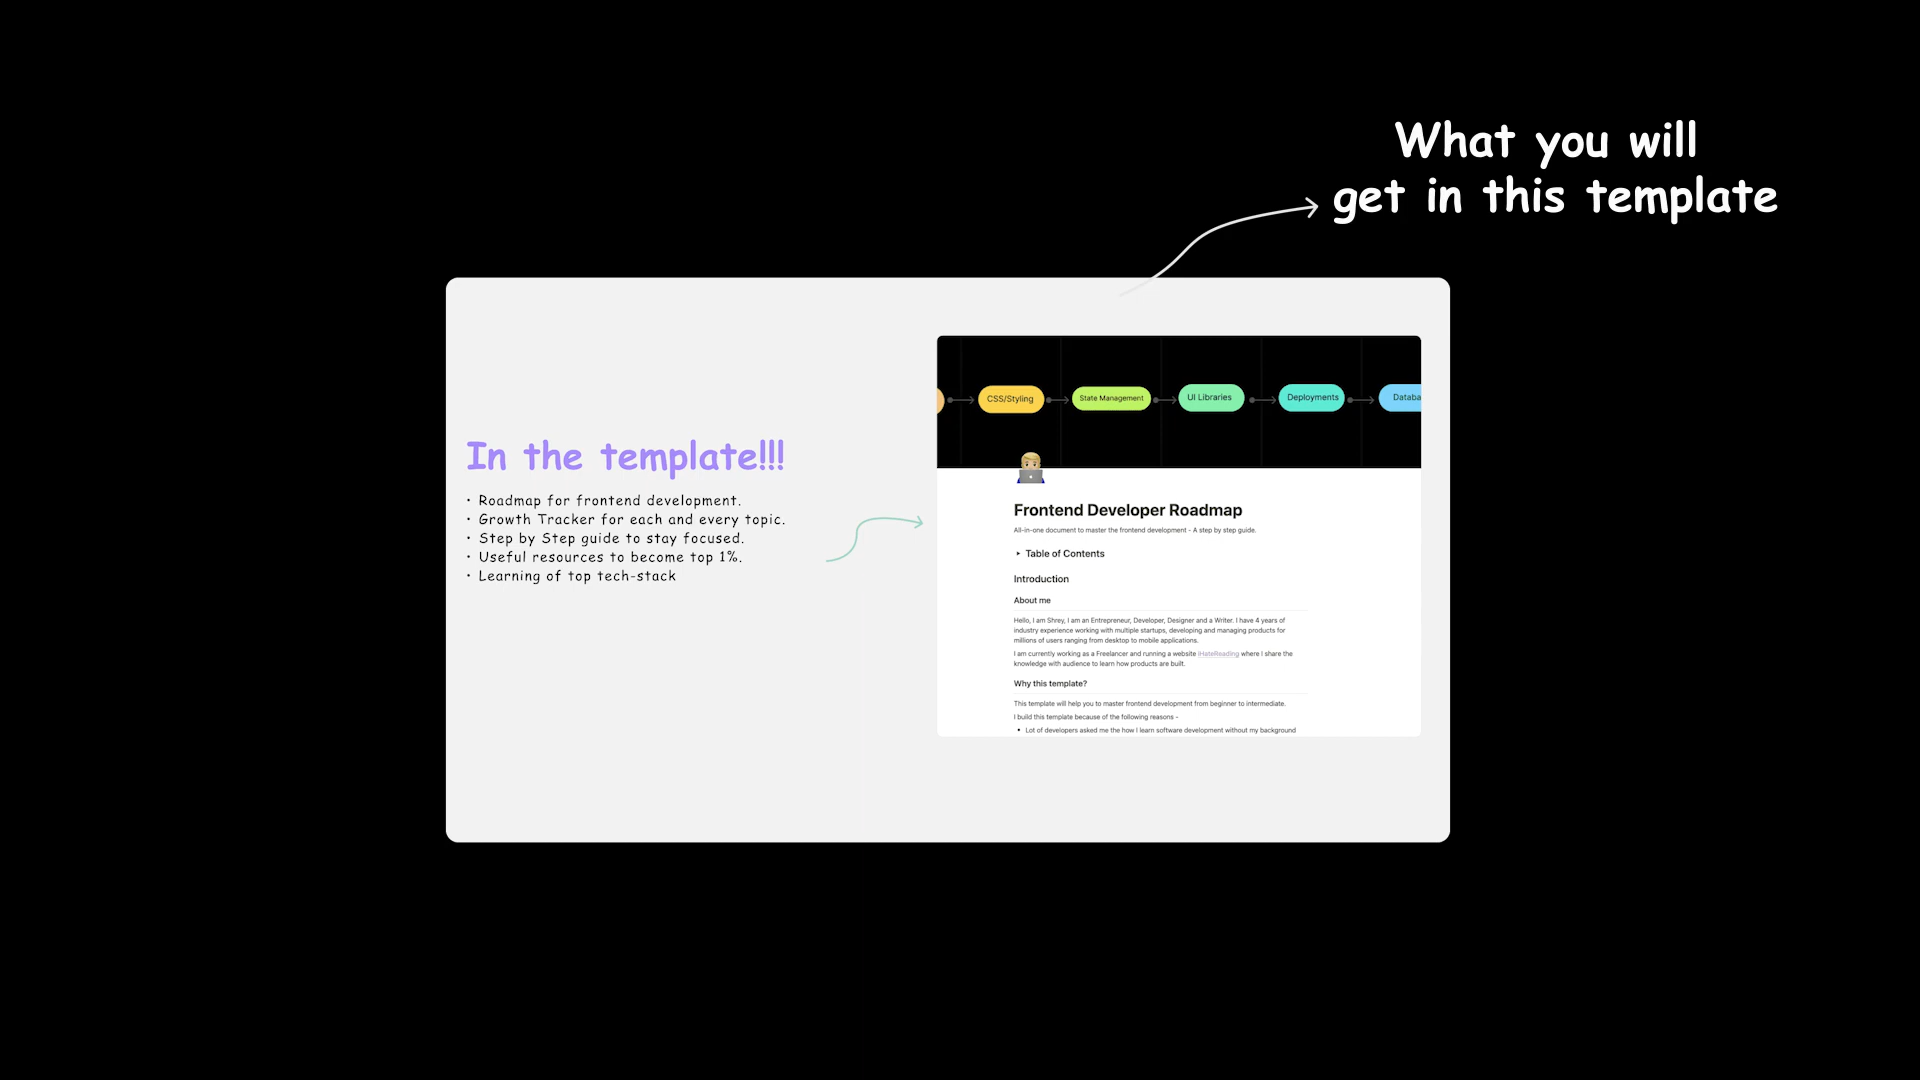 What you will
get in this template
In the template!!!
• Roadmap for frontend development.
• Growth Tracker for each and every topic.
• Step by Step guide to stay focused.
• Useful resources to become top 1%.
• Learning of top tech-stack
CSS/Styling
State Management
UI Libraries
Deployments
Databa
Frontend Developer Roadmap
All-in-one document to master the frontend development - A step by step guide.
Table of Contents
Introduction
About me
Hello, I am Shrey, I am an Entrepreneur, Developer, Designer and a Writer. I have 4 years of
industry experience working with multiple startups, developing and managing products for
millions of users ranging from desktop to mobile applications.
I am currently working as a Freelancer and running a website iHateReading where I share the
knowledge with audience to learn how products are built.
Why this template?
This template will help you to master frontend development from beginner to intermediate.
I build this template because of the following reasons -
• Lot of developers asked me the how I learn software development without my background